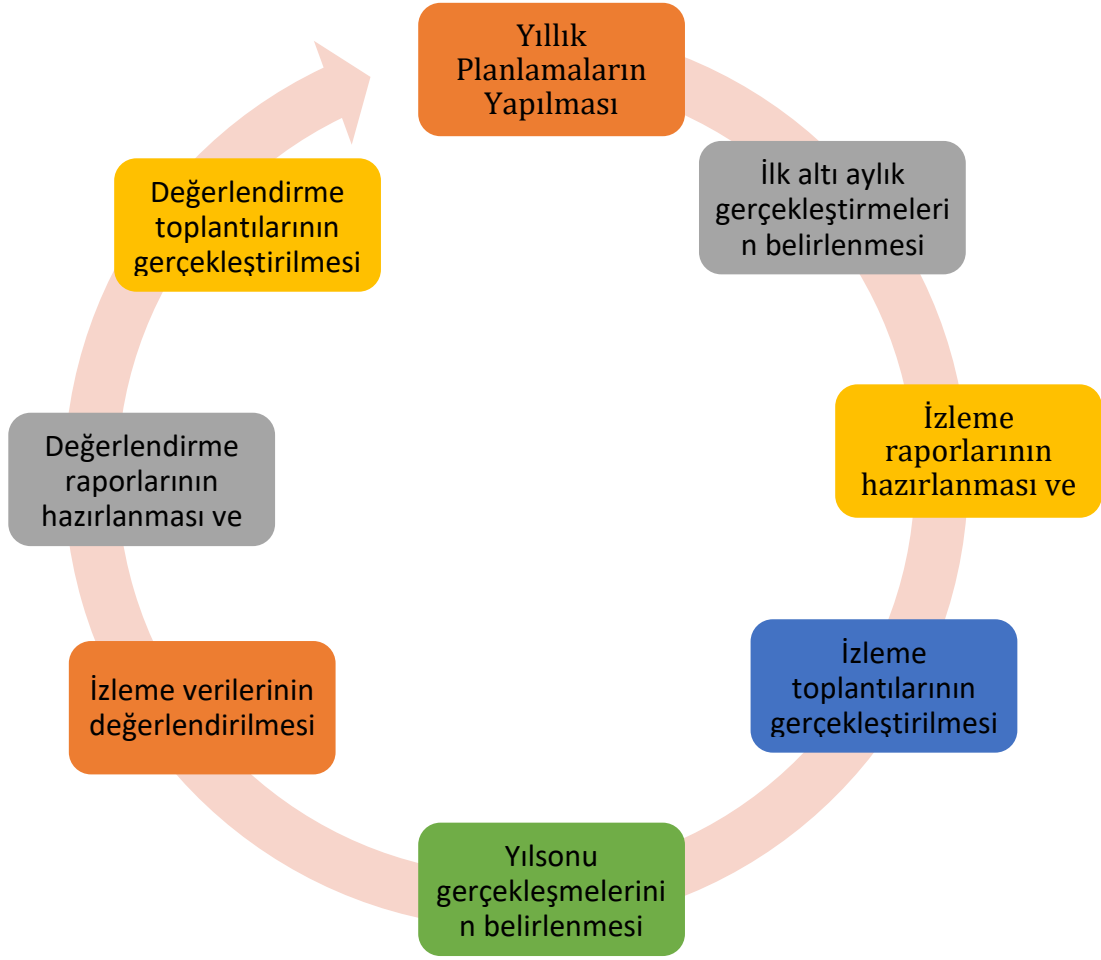 Yıllık
Planlamaların
Yapılması
İlk altı aylık
gerçekleştirmeleri
n belirlenmesi
İzleme
raporlarının
hazırlanması ve
İzleme
toplantılarının
gerçekleştirilmesi
Yılsonu
gerçekleşmelerini
n belirlenmesi
İzleme verilerinin
değerlendirilmesi
Değerlendirme
raporlarının
hazırlanması ve
Değerlendirme
toplantılarının
gerçekleştirilmesi